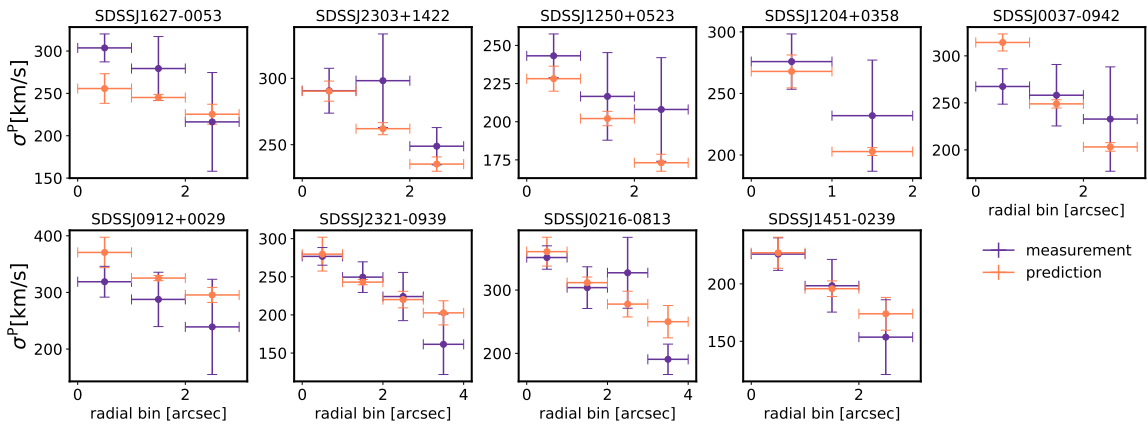 SDSSJ1627-0053 SDSSJ2303+1422 SDSSJ1250+0523 SDSSJ1204+0358 SDSSJ0037-0942
σᴾ[km/s]
300
250
200
150
0 2
300
250
0 2
250
225
200
175
0 2
300
250
200
0 1 2
300
250
200
0 2
radial bin [arcsec]
SDSSJ0912+0029 SDSSJ2321-0939 SDSSJ0216-0813 SDSSJ1451-0239
σᴾ[km/s]
400
300
200
0 2
radial bin [arcsec]
300
250
200
150
0 2 4
radial bin [arcsec]
300
200
0 2 4
radial bin [arcsec]
200
150
0 2
radial bin [arcsec]
measurement
prediction